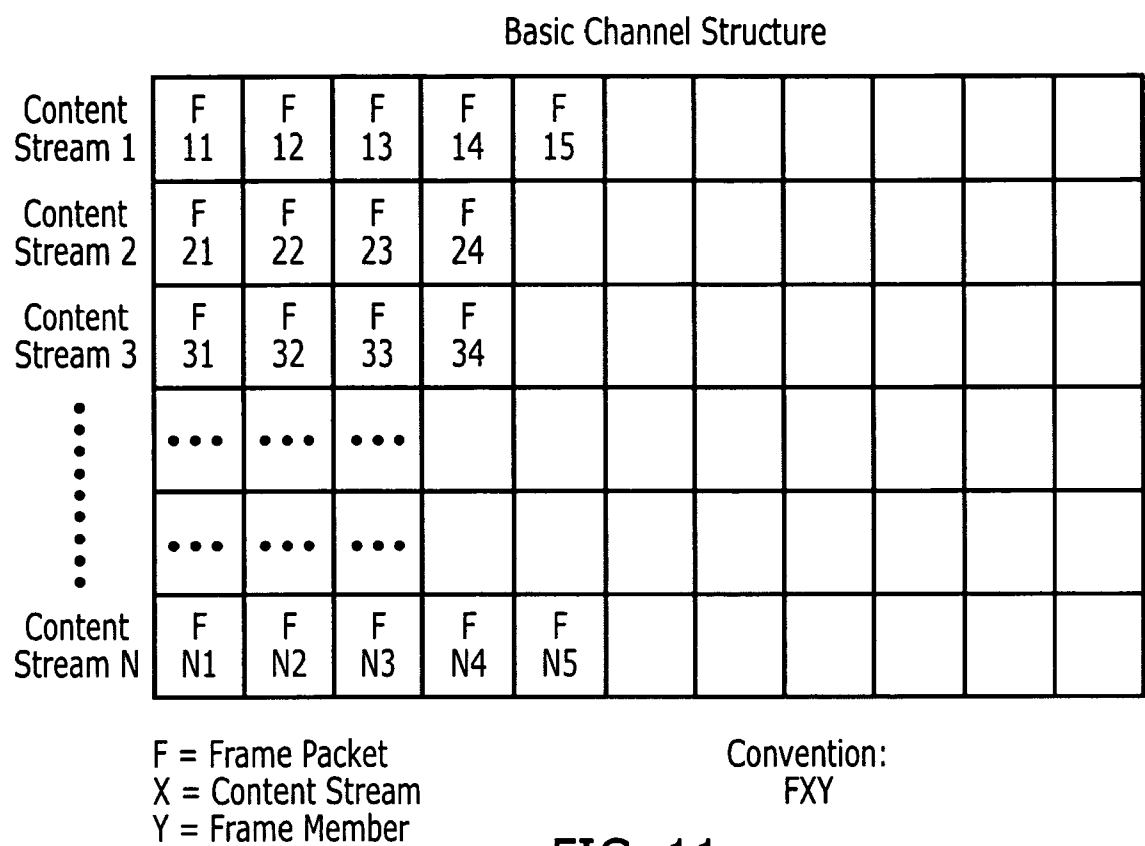 Basic Channel Structure
Content Stream 1 F 11 F 12 F 13 F 14 F 15
Content Stream 2 F 21 F 22 F 23 F 24
Content Stream 3 F 31 F 32 F 33 F 34
••• ••• •••
••• ••• •••
Content Stream N F N1 F N2 F N3 F N4 F N5
F = Frame Packet
X = Content Stream
Y = Frame Member
Convention:
FXY